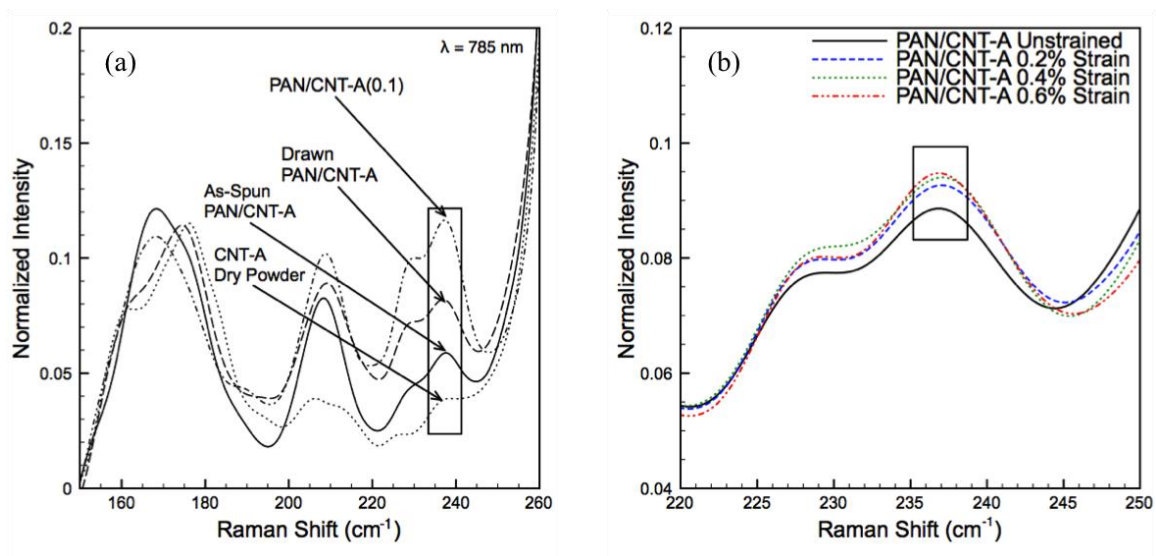 (a)
λ = 785 nm
PAN/CNT-A(0.1)
Drawn
PAN/CNT-A
As-Spun
PAN/CNT-A
CNT-A
Dry Powder
0.2
0.15
0.1
0.05
0
Normalized Intensity
160 180 200 220 240 260
Raman Shift (cm⁻¹)
(b)
PAN/CNT-A Unstrained
PAN/CNT-A 0.2% Strain
PAN/CNT-A 0.4% Strain
PAN/CNT-A 0.6% Strain
0.12
0.1
0.08
0.06
0.04
Normalized Intensity
220 225 230 235 240 245 250
Raman Shift (cm⁻¹)